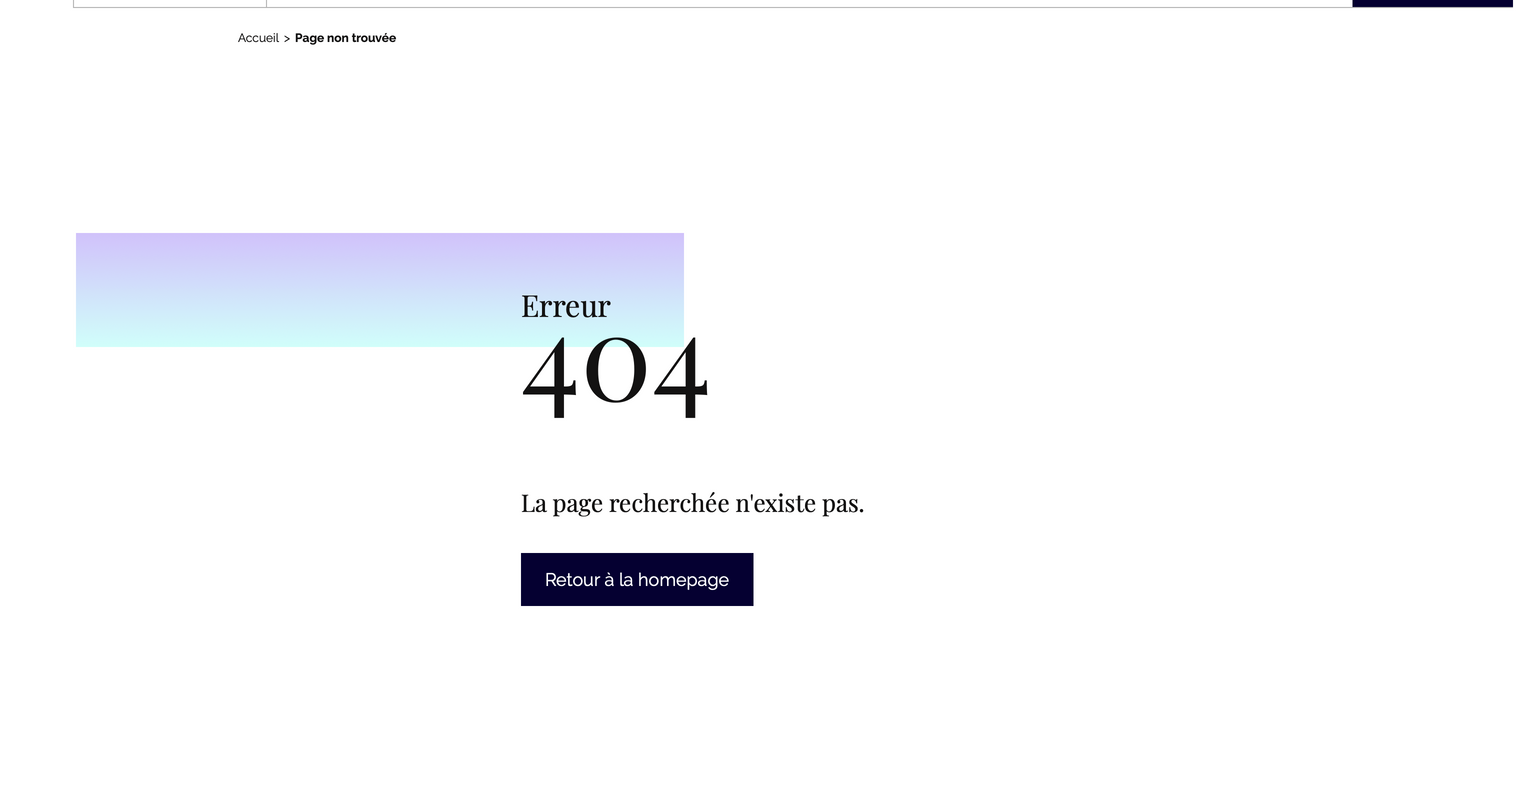 Accueil > Page non trouvée
Erreur
404
La page recherchée n'existe pas.
Retour à la homepage